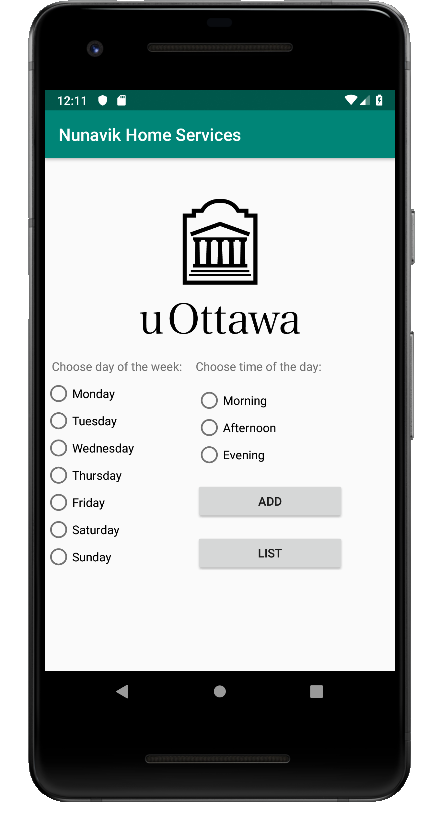 12:11
Nunavik Home Services
uOttawa
Choose day of the week:
Monday
Tuesday
Wednesday
Thursday
Friday
Saturday
Sunday
Choose time of the day:
Morning
Afternoon
Evening
ADD
LIST